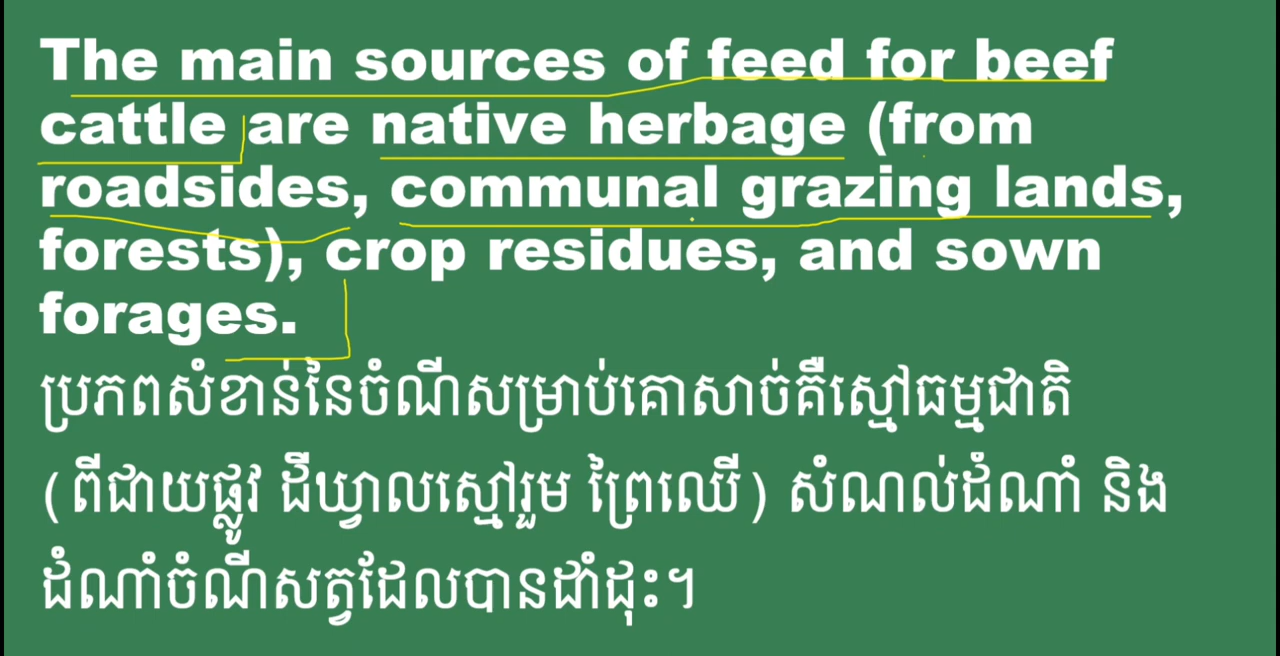 The main sources of feed for beef
cattle are native herbage (from
roadsides, communal grazing lands,
forests), crop residues, and sown
forages.
ប្រភពសំខាន់នៃចំណីសម្រាប់គោសាច់គឺស្មៅធម្មជាតិ
(ពីជាយផ្លូវ ដីឃ្វាលស្មៅរួម ព្រៃឈើ) សំណល់ដំណាំ និង
ដំណាំចំណីសត្វដែលបានដាំដុះ។